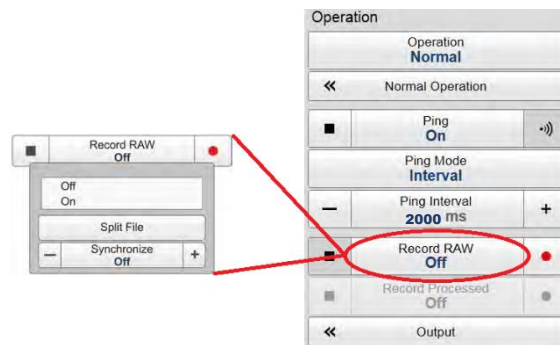 Operation
Operation
Normal
Normal Operation
Ping
On
Ping Mode
Interval
Ping Interval
2000 ms
Record RAW
Off
Record Processed
Off
Output
Record RAW
Off
Off
On
Split File
Synchronize
Off